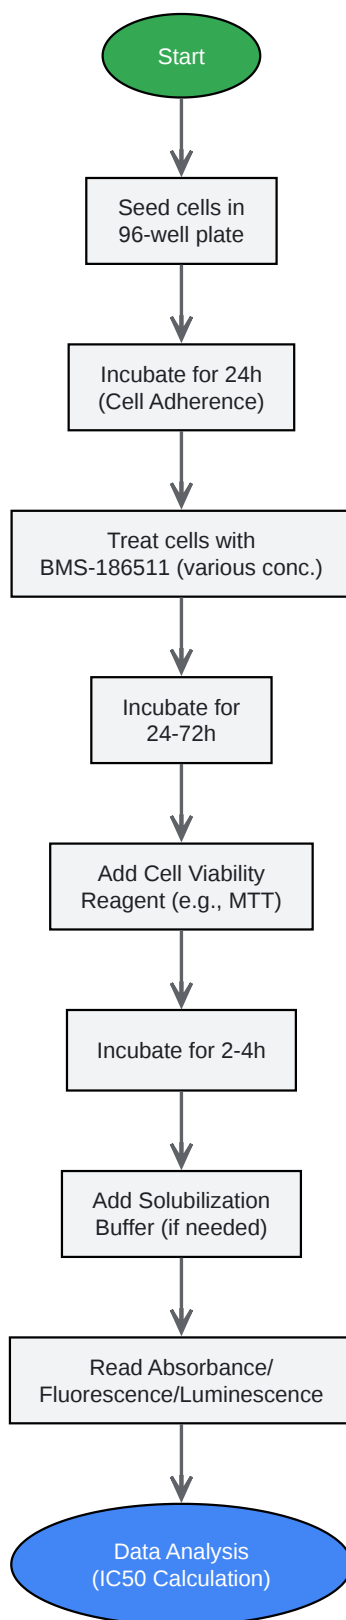 Start
Seed cells in
96-well plate
Incubate for 24h
(Cell Adherence)
Treat cells with
BMS-186511 (various conc.)
Incubate for
24-72h
Add Cell Viability
Reagent (e.g., MTT)
Incubate for 2-4h
Add Solubilization
Buffer (if needed)
Read Absorbance/
Fluorescence/Luminescence
Data Analysis
(IC50 Calculation)